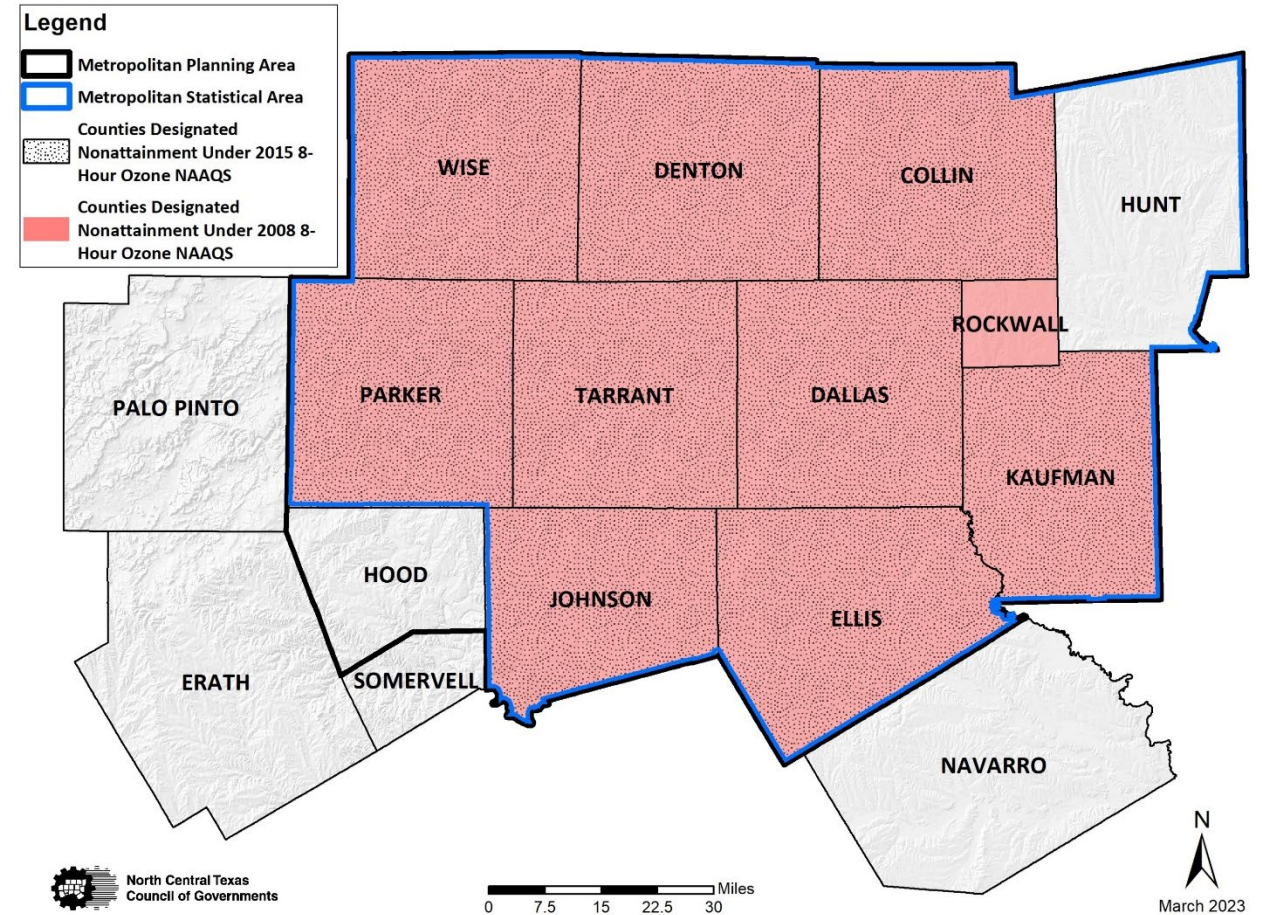 Legend
Metropolitan Planning Area
Metropolitan Statistical Area
Counties Designated
Nonattainment Under 2015 8-
Hour Ozone NAAQS
Counties Designated
Nonattainment Under 2008 8-
Hour Ozone NAAQS
WISE
DENTON
COLLIN
HUNT
ROCKWALL
PALO PINTO
PARKER
TARRANT
DALLAS
KAUFMAN
HOOD
JOHNSON
ELLIS
ERATH
SOMERVELL
NAVARRO
North Central Texas
Council of Governments
Miles
0 7.5 15 22.5 30
N
March 2023